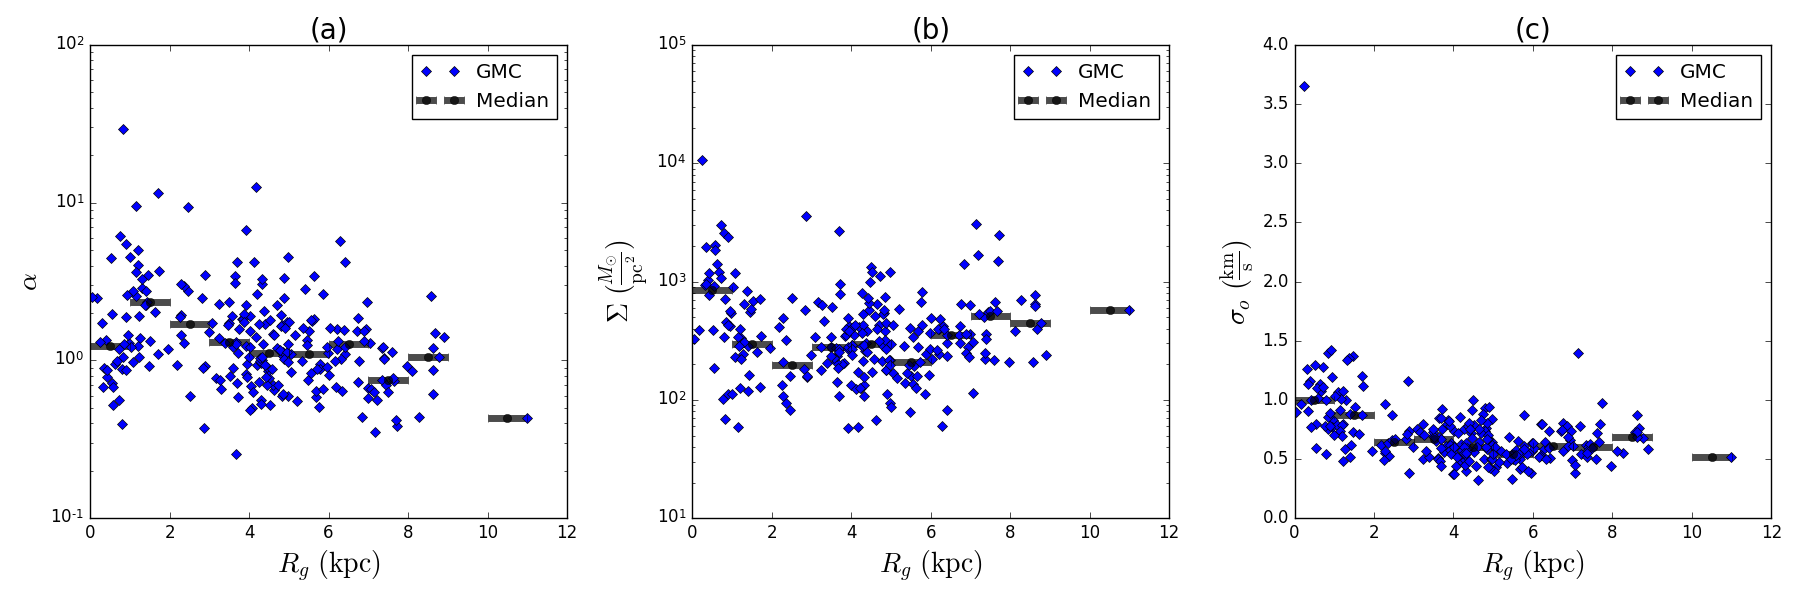 (a)
10^2
10^1
10^0
10^-1
α
0 2 4 6 8 10 12
R_g (kpc)
GMC
Median
(b)
10^5
10^4
10^3
10^2
10^1
Σ (M_⊙/pc^2)
0 2 4 6 8 10 12
R_g (kpc)
GMC
Median
(c)
4.0
3.5
3.0
2.5
2.0
1.5
1.0
0.5
0.0
σ_o (km/s)
0 2 4 6 8 10 12
R_g (kpc)
GMC
Median